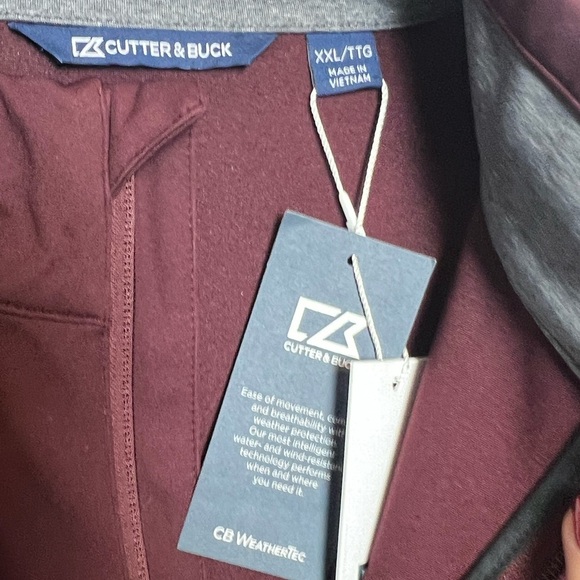 CUTTER & BUCK
XXL/TTG
MADE IN
VIETNAM
CUTTER & BUCK
Ease of movement,
and breathability with
weather protection
Our most intelligent
water- and wind-resistant
technology performs
when and where
you need it.
CB WEATHERTEC